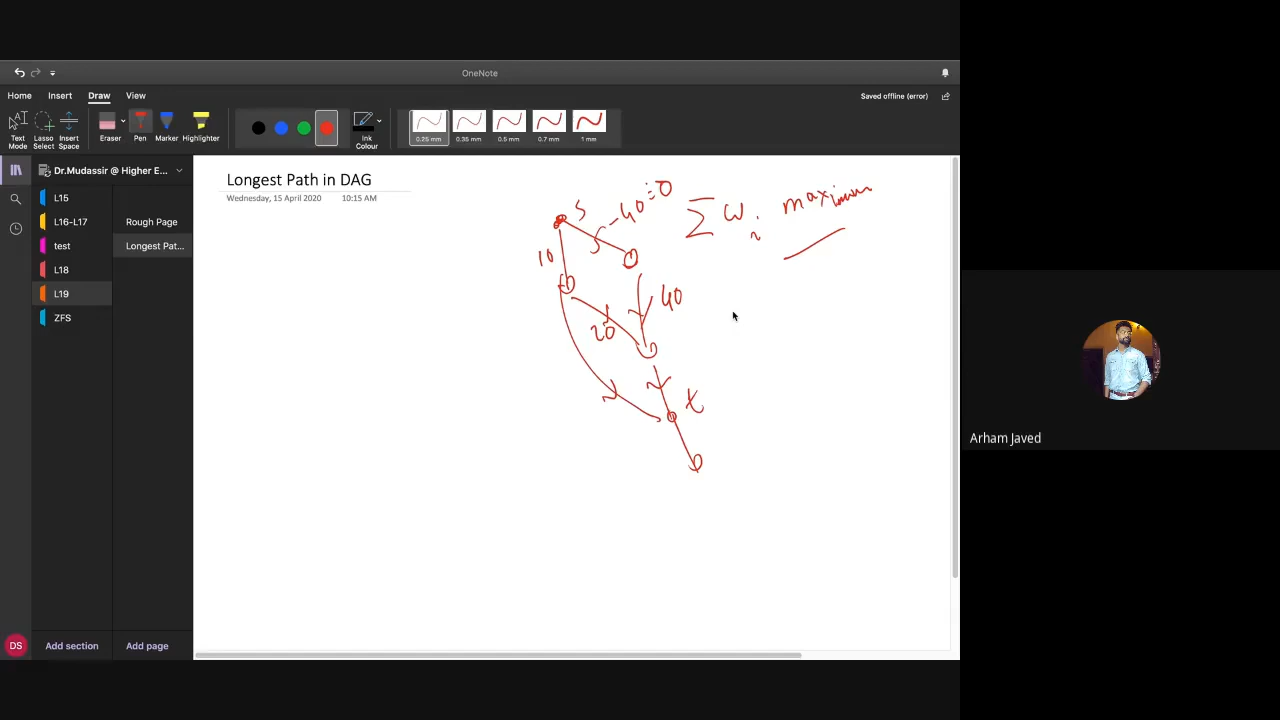 OneNote
Home Insert Draw View
Saved offline (error)
Text Mode
Lasso Select
Insert Space
Eraser
Pen
Marker
Highlighter
Ink Colour
0.25 mm
0.35 mm
0.5 mm
0.7 mm
1 mm
Dr.Mudassir @ Higher E...
L15
L16-L17
test
L18
L19
ZFS
Rough Page
Longest Pat...
Longest Path in DAG
Wednesday, 15 April 2020 10:15 AM
S
-40
=0
∑ w i maximum
10
40
20
t
Arham Javed
DS
Add section
Add page